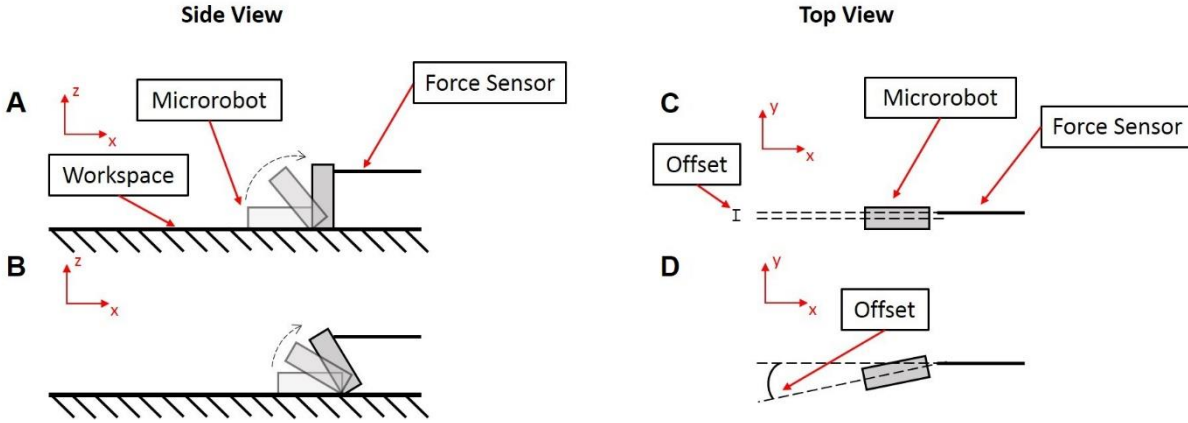 Side View
Top View
A
z
x
Microrobot
Force Sensor
Workspace
B
z
x
C
y
x
Microrobot
Force Sensor
Offset
D
y
x
Offset